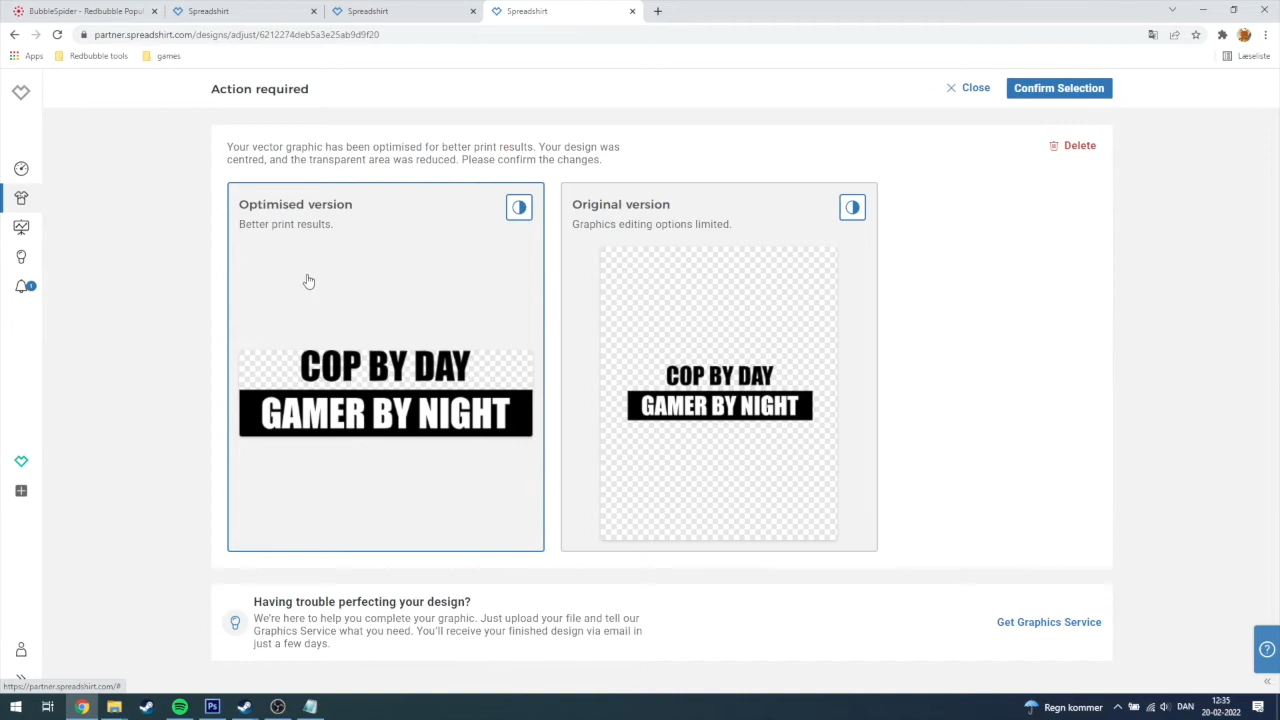 BubbleSpider - Redbubble Popul
Spreadshirt
Spreadshirt
Spreadshirt
partner.spreadshirt.com/designs/adjust/6212274deb5a3e25ab9d9f20
Apps
Redbubble tools
games
Læseliste
Action required
Close
Confirm Selection
Your vector graphic has been optimised for better print results. Your design was
centred, and the transparent area was reduced. Please confirm the changes.
Delete
Optimised version
Better print results.
COP BY DAY
GAMER BY NIGHT
Original version
Graphics editing options limited.
COP BY DAY
GAMER BY NIGHT
1
Having trouble perfecting your design?
We're here to help you complete your graphic. Just upload your file and tell our
Graphics Service what you need. You'll receive your finished design via email in
just a few days.
Get Graphics Service
https://partner.spreadshirt.com/#
Ps
Regn kommer
DAN
12:35
20-02-2022